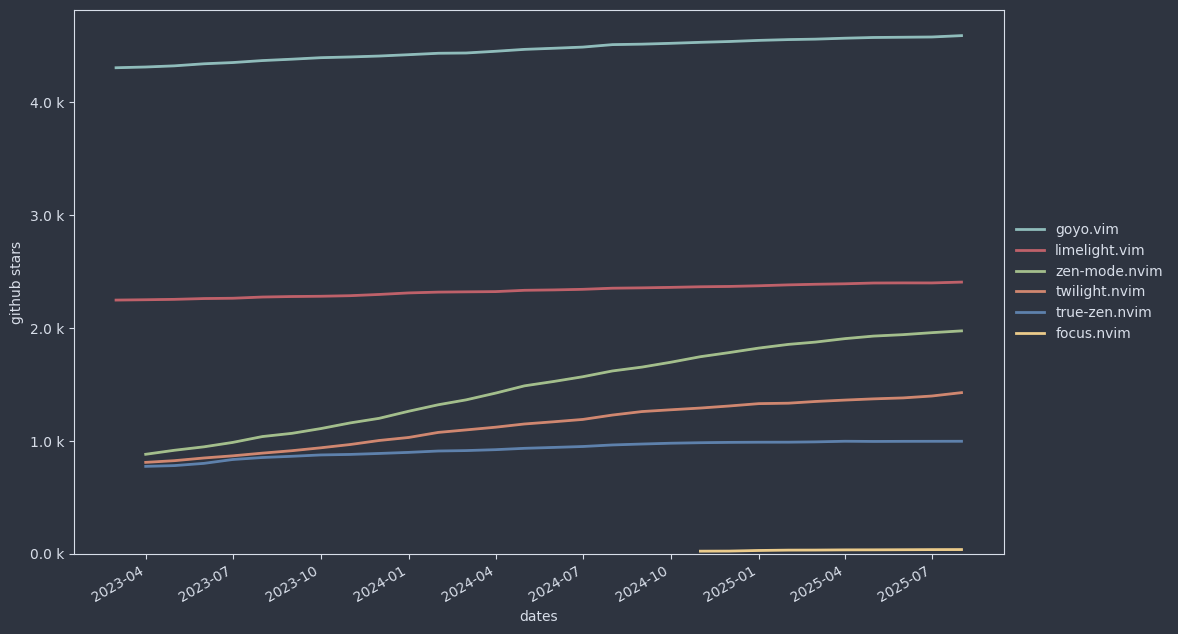 4.0 k
3.0 k
2.0 k
1.0 k
0.0 k
github stars
2023-04
2023-07
2023-10
2024-01
2024-04
2024-07
2024-10
2025-01
2025-04
2025-07
dates
goyo.vim
limelight.vim
zen-mode.nvim
twilight.nvim
true-zen.nvim
focus.nvim